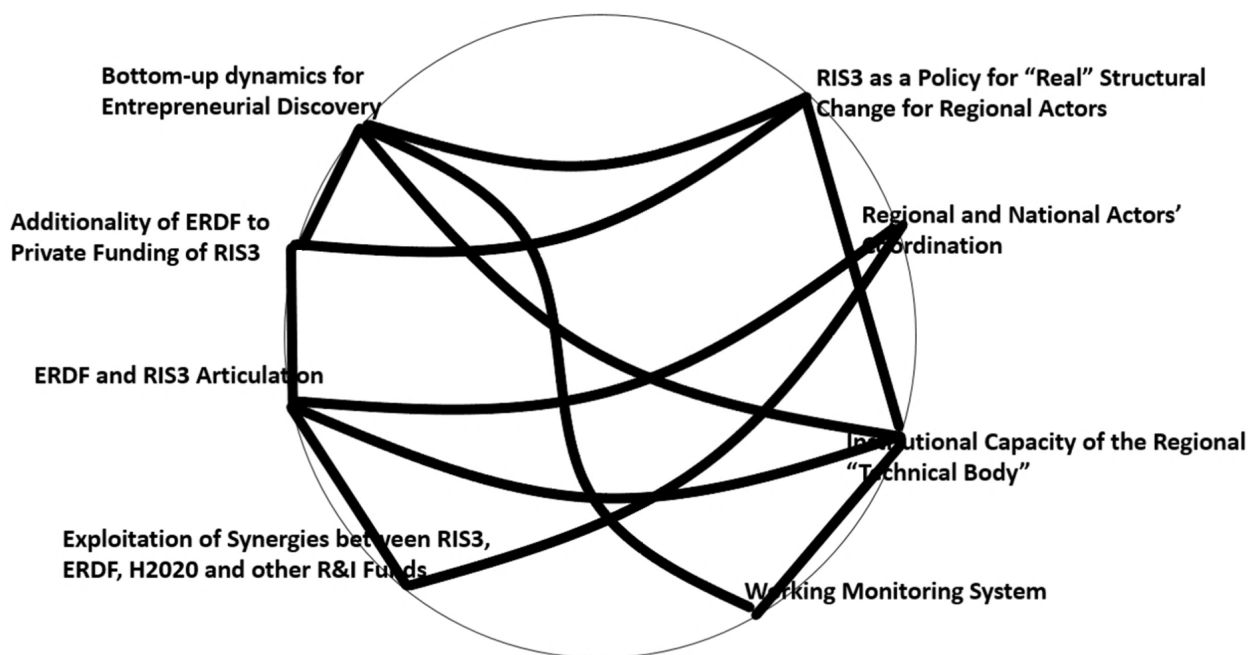 Bottom-up dynamics for
Entrepreneurial Discovery
RIS3 as a Policy for “Real” Structural
Change for Regional Actors
Additionality of ERDF to
Private Funding of RIS3
Regional and National Actors’
Coordination
ERDF and RIS3 Articulation
Institutional Capacity of the Regional
“Technical Body”
Exploitation of Synergies between RIS3,
ERDF, H2020 and other R&I Funds
Working Monitoring System